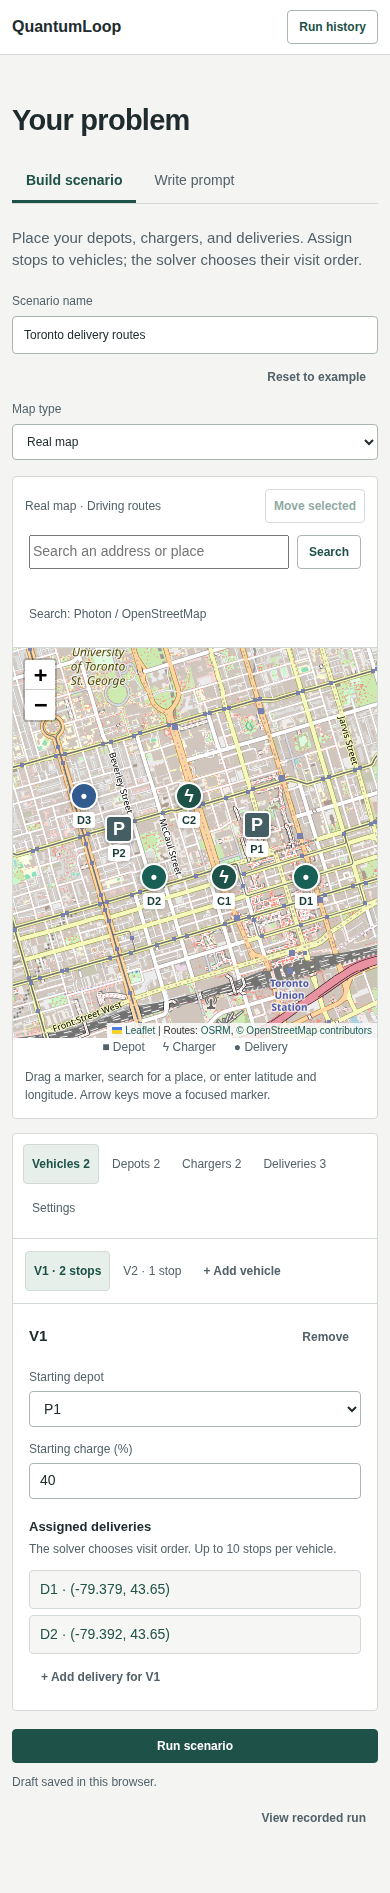 QuantumLoop
Run history
Your problem
Build scenario
Write prompt
Place your depots, chargers, and deliveries. Assign
stops to vehicles; the solver chooses their visit order.
Scenario name
Toronto delivery routes
Reset to example
Map type
Real map
Real map · Driving routes
Move selected
Search an address or place
Search
Search: Photon / OpenStreetMap
University
of Toronto
St. George
+
−
Jarvis Street
Beverley Street
McCaul Street
D3
P
P2
ϟ
C2
P
P1
D2
ϟ
C1
D1
Toronto
Union
Station
Front Street West
Leaflet | Routes: OSRM, © OpenStreetMap contributors
■ Depot
ϟ Charger
● Delivery
Drag a marker, search for a place, or enter latitude and
longitude. Arrow keys move a focused marker.
Vehicles 2
Depots 2
Chargers 2
Deliveries 3
Settings
V1 · 2 stops
V2 · 1 stop
+ Add vehicle
V1
Remove
Starting depot
P1
Starting charge (%)
40
Assigned deliveries
The solver chooses visit order. Up to 10 stops per vehicle.
D1 · (-79.379, 43.65)
D2 · (-79.392, 43.65)
+ Add delivery for V1
Run scenario
Draft saved in this browser.
View recorded run